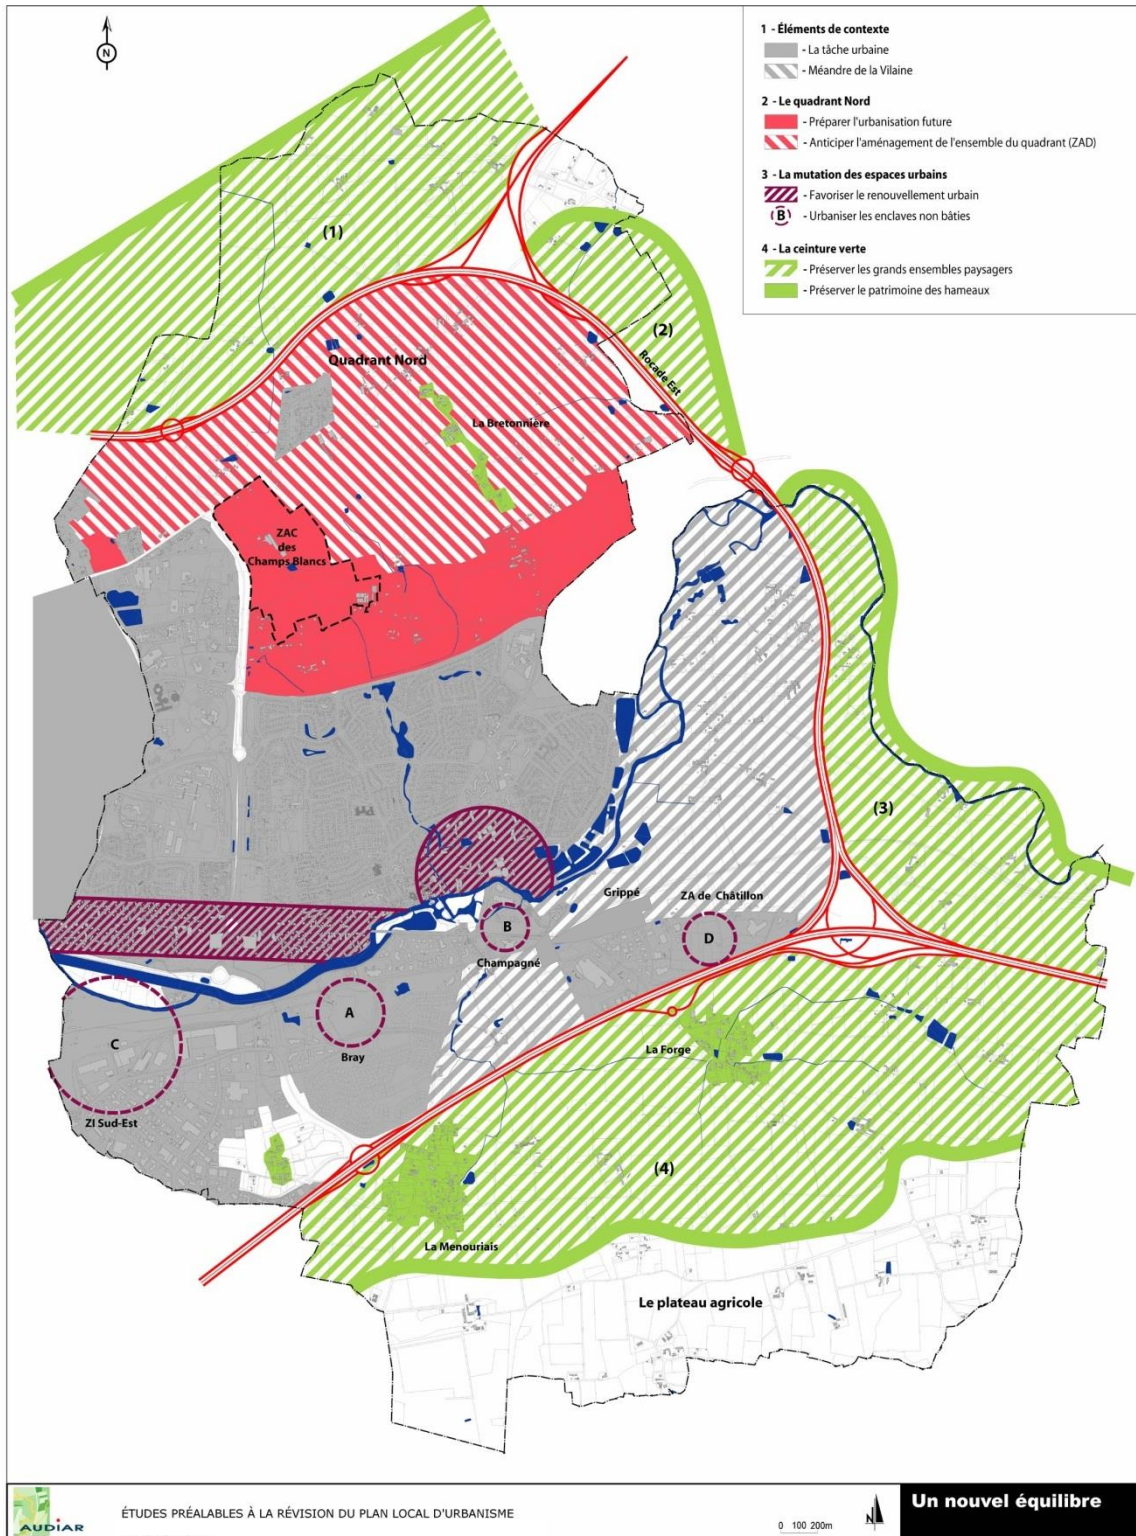 N
1 - Éléments de contexte
- La tâche urbaine
- Méandre de la Vilaine
2 - Le quadrant Nord
- Préparer l'urbanisation future
- Anticiper l'aménagement de l'ensemble du quadrant (ZAD)
3 - La mutation des espaces urbains
- Favoriser le renouvellement urbain
B - Urbaniser les enclaves non bâties
4 - La ceinture verte
- Préserver les grands ensembles paysagers
- Préserver le patrimoine des hameaux
(1)
(2)
Rocade Est
Quadrant Nord
La Bretonnière
ZAC
des
Champs Blancs
(3)
Grippé
ZA de Châtillon
B
D
Champagné
A
Bray
C
ZI Sud-Est
La Forge
(4)
La Menouriais
Le plateau agricole
AUDIAR
ÉTUDES PRÉALABLES À LA RÉVISION DU PLAN LOCAL D'URBANISME
0 100 200m
N
Un nouvel équilibre